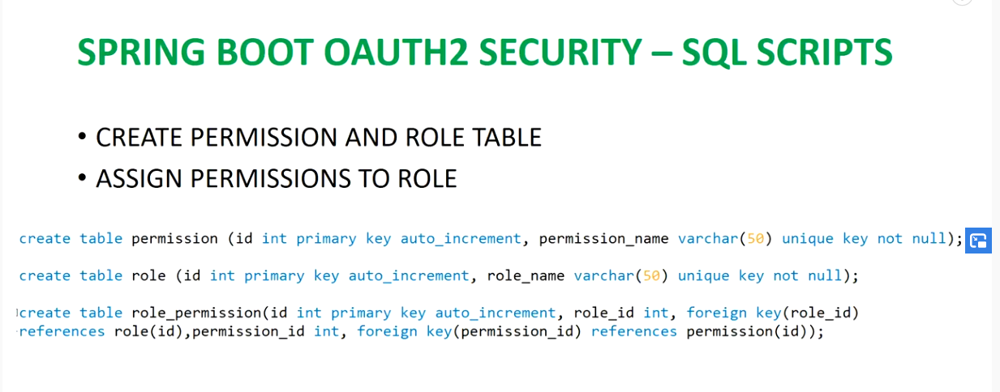 SPRING BOOT OAUTH2 SECURITY – SQL SCRIPTS
• CREATE PERMISSION AND ROLE TABLE
• ASSIGN PERMISSIONS TO ROLE
create table permission (id int primary key auto_increment, permission_name varchar(50) unique key not null);
create table role (id int primary key auto_increment, role_name varchar(50) unique key not null);
create table role_permission(id int primary key auto_increment, role_id int, foreign key(role_id)
references role(id),permission_id int, foreign key(permission_id) references permission(id));